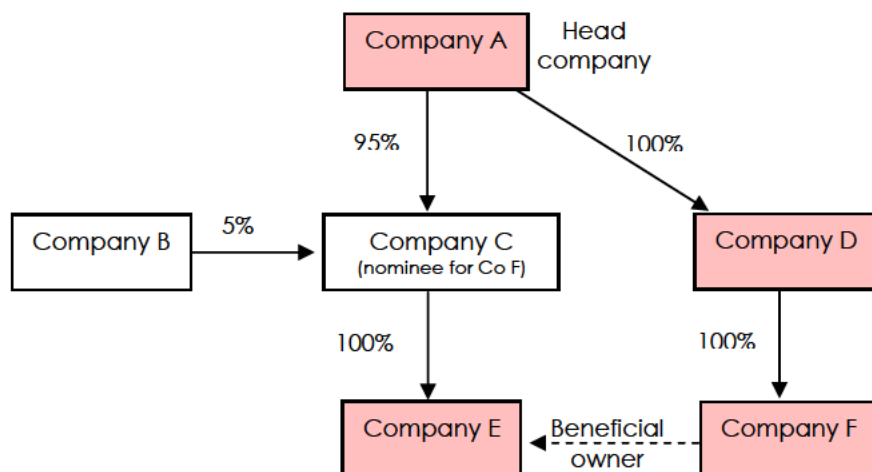 Company A
Head
company
95%
100%
Company B
5%
Company C
(nominee for Co F)
Company D
100%
100%
Company E
Beneficial
owner
Company F